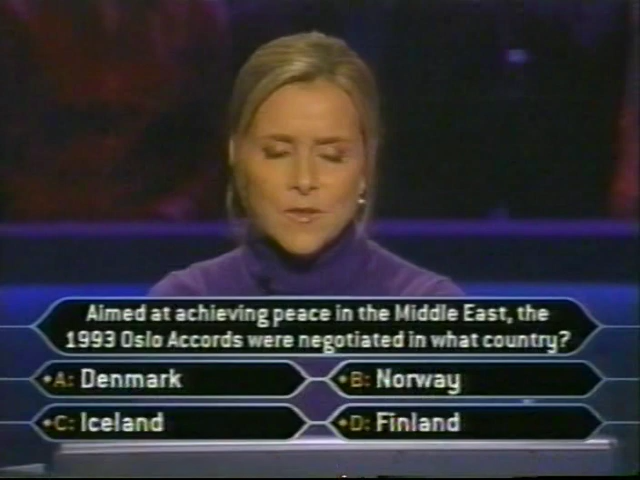 Aimed at achieving peace in the Middle East, the
1993 Oslo Accords were negotiated in what country?
A: Denmark
B: Norway
C: Iceland
D: Finland